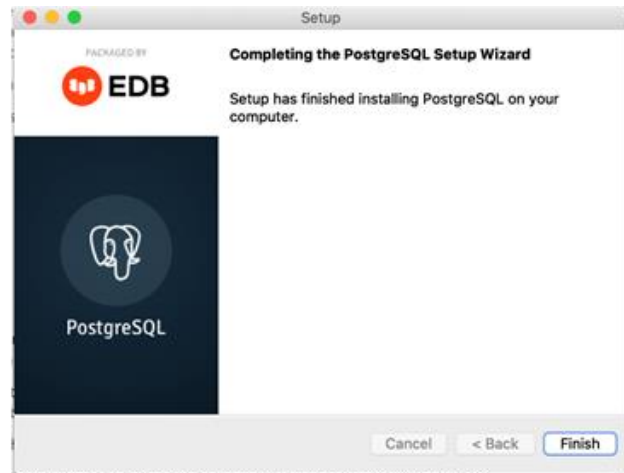 Setup
PACKAGED BY
EDB
Completing the PostgreSQL Setup Wizard
Setup has finished installing PostgreSQL on your
computer.
PostgreSQL
Cancel
< Back
Finish